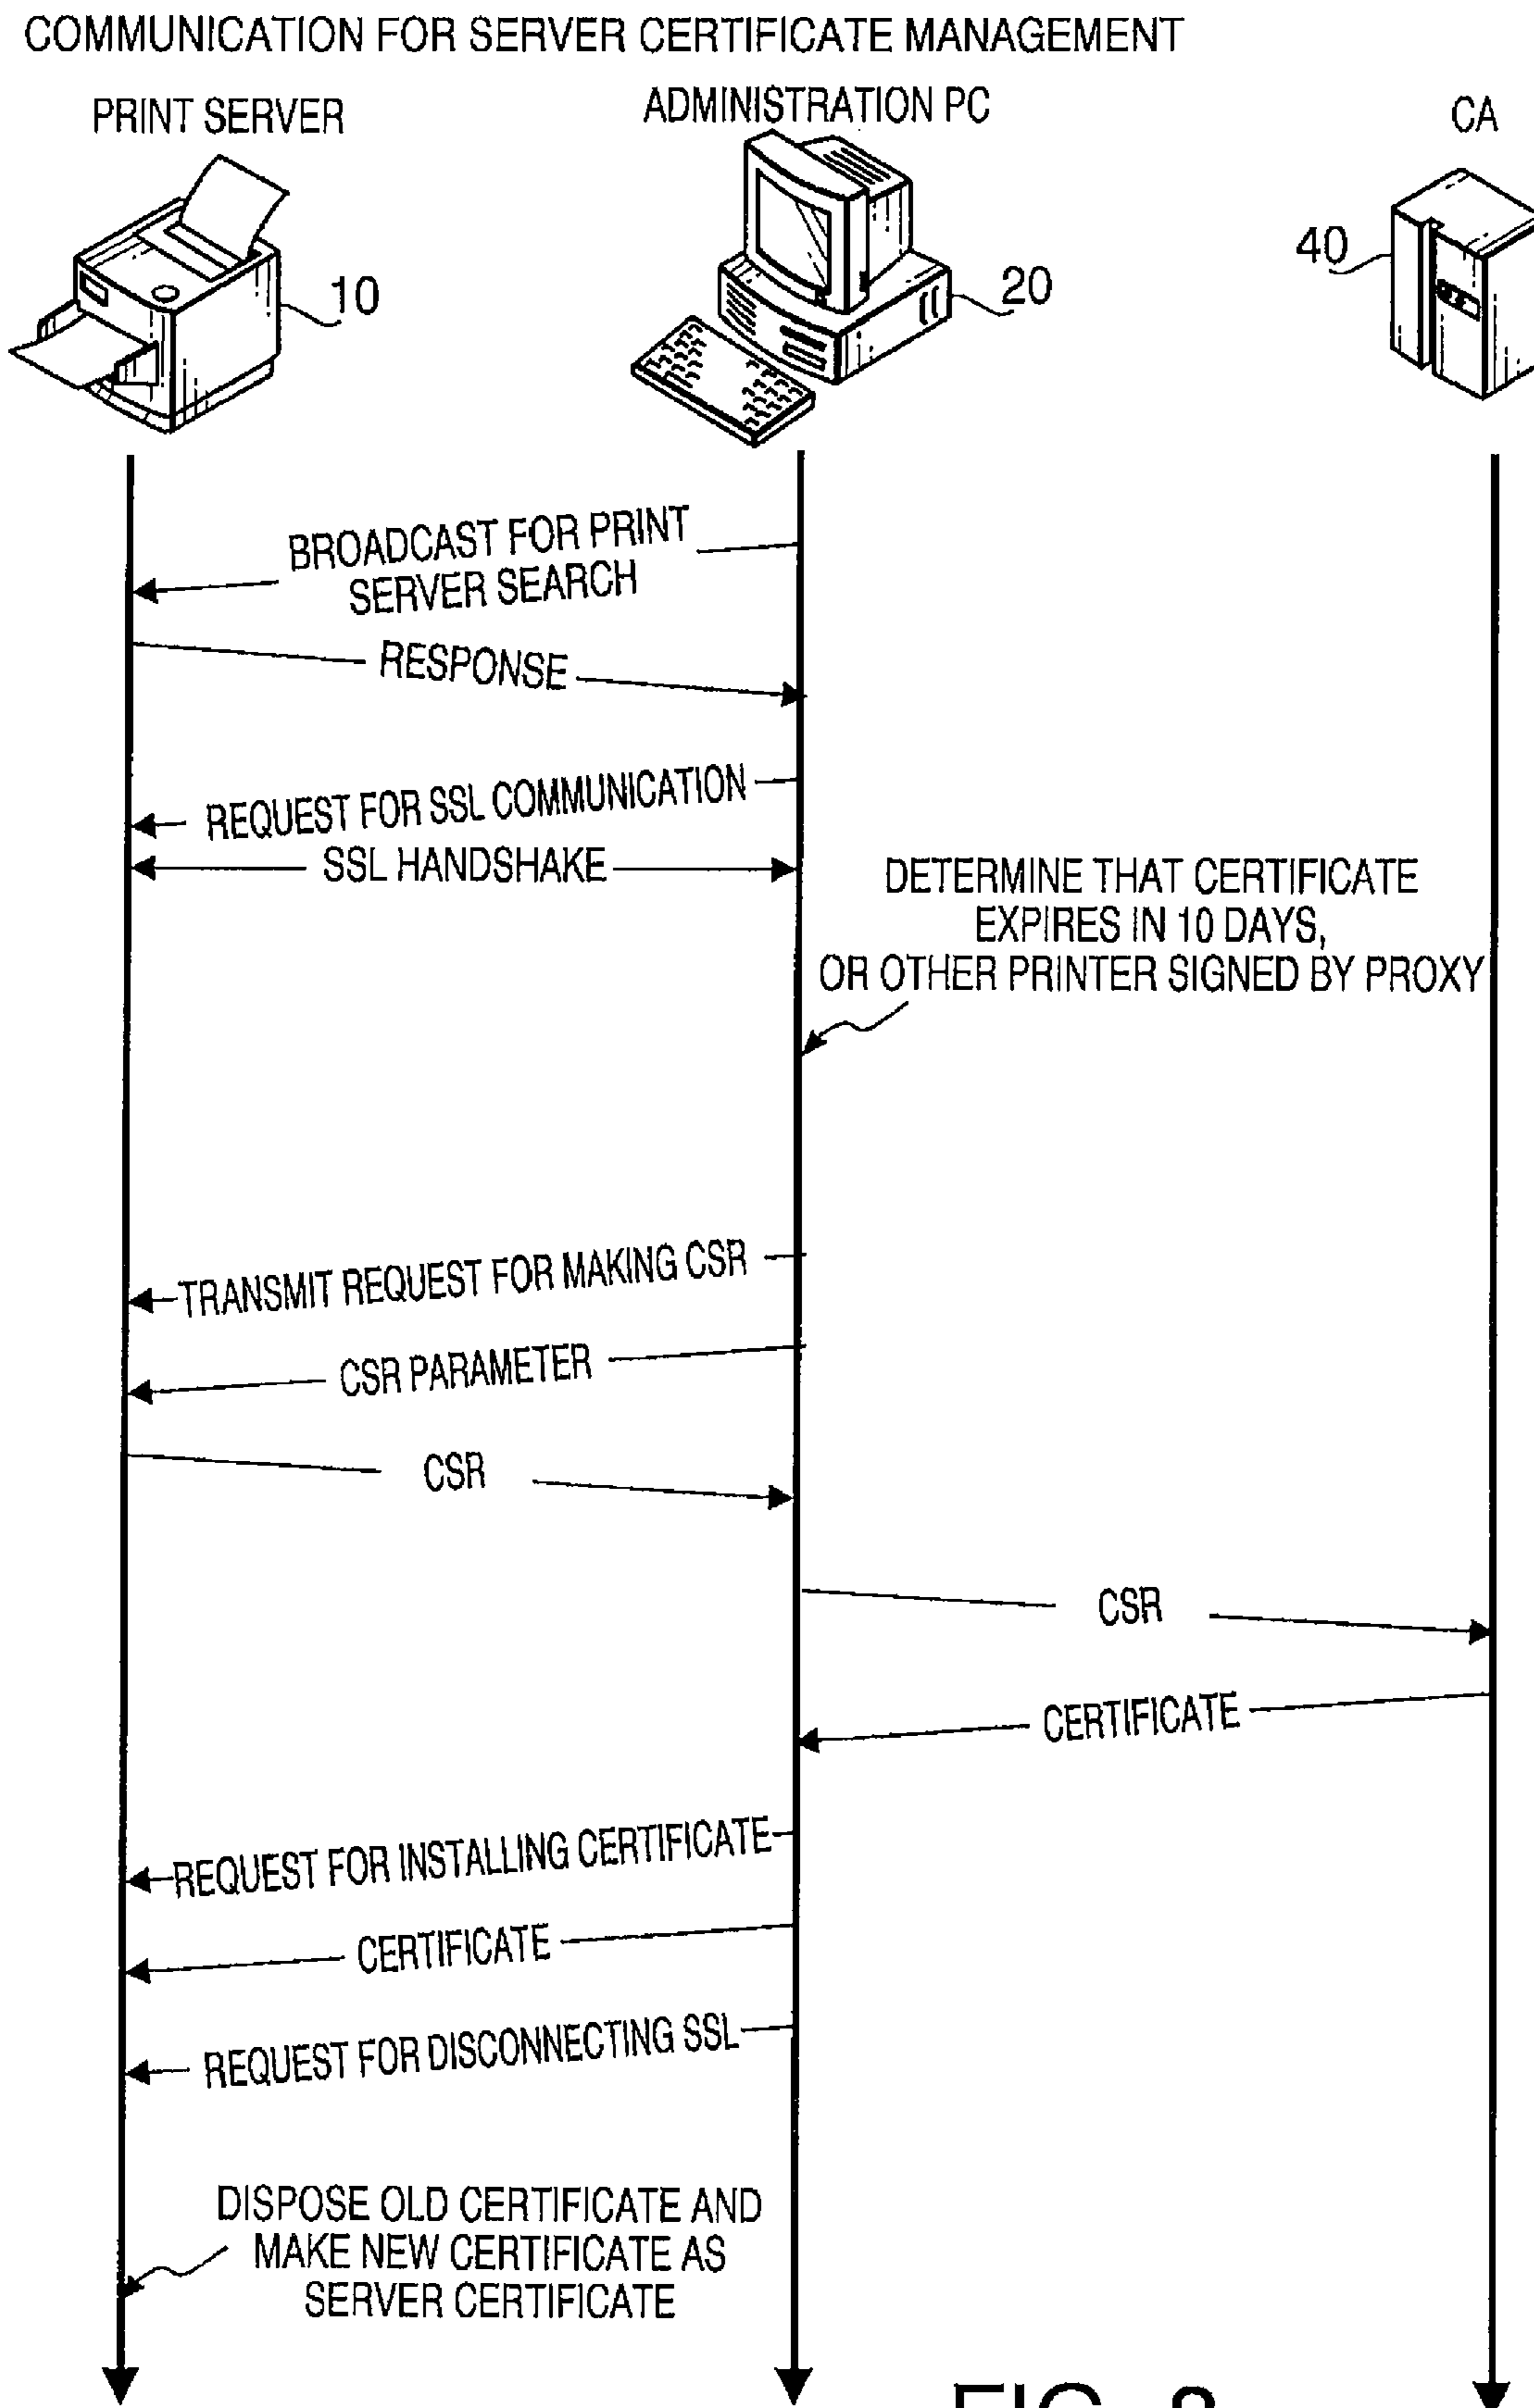 COMMUNICATION FOR SERVER CERTIFICATE MANAGEMENT
PRINT SERVER
ADMINISTRATION PC
CA
10
20
40
BROADCAST FOR PRINT
SERVER SEARCH
RESPONSE
REQUEST FOR SSL COMMUNICATION
SSL HANDSHAKE
DETERMINE THAT CERTIFICATE
EXPIRES IN 10 DAYS,
OR OTHER PRINTER SIGNED BY PROXY
TRANSMIT REQUEST FOR MAKING CSR
CSR PARAMETER
CSR
CSR
CERTIFICATE
REQUEST FOR INSTALLING CERTIFICATE
CERTIFICATE
REQUEST FOR DISCONNECTING SSL
DISPOSE OLD CERTIFICATE AND
MAKE NEW CERTIFICATE AS
SERVER CERTIFICATE